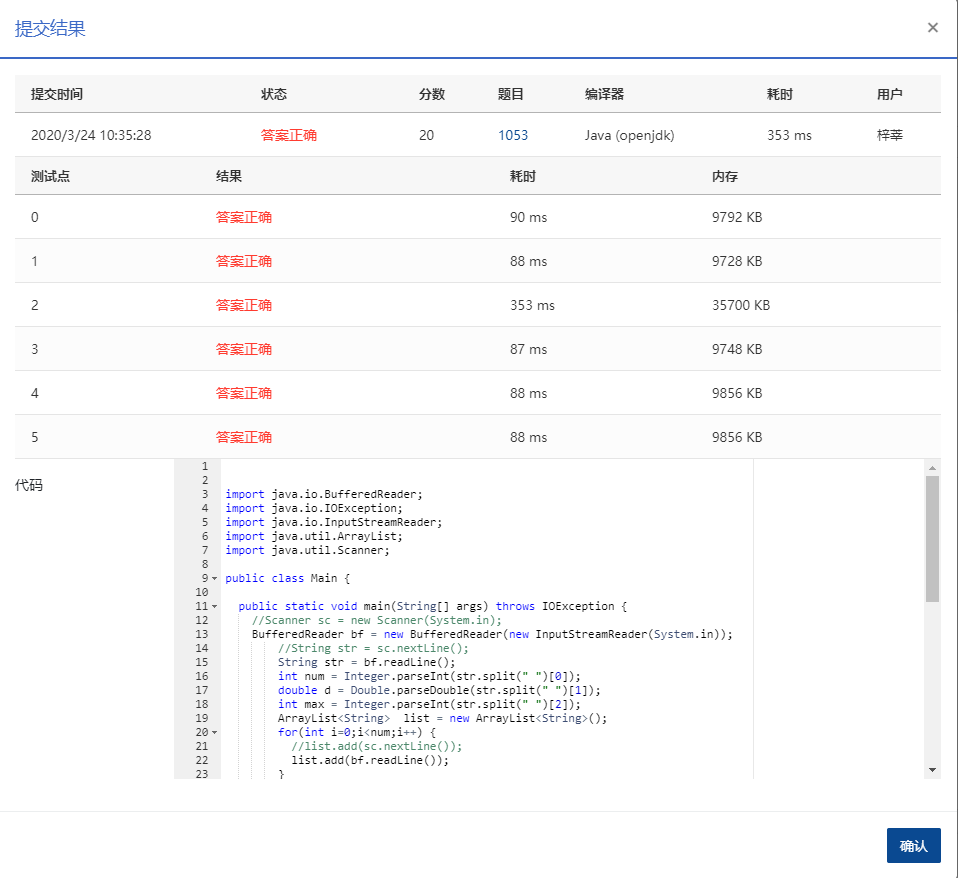 提交结果 ×
提交时间 状态 分数 题目 编译器 耗时 用户
2020/3/24 10:35:28 答案正确 20 1053 Java (openjdk) 353 ms 梓莘
测试点 结果 耗时 内存
0 答案正确 90 ms 9792 KB
1 答案正确 88 ms 9728 KB
2 答案正确 353 ms 35700 KB
3 答案正确 87 ms 9748 KB
4 答案正确 88 ms 9856 KB
5 答案正确 88 ms 9856 KB
代码
1
2
3 import java.io.BufferedReader;
4 import java.io.IOException;
5 import java.io.InputStreamReader;
6 import java.util.ArrayList;
7 import java.util.Scanner;
8
9 public class Main {
10
11 public static void main(String[] args) throws IOException {
12 //Scanner sc = new Scanner(System.in);
13 BufferedReader bf = new BufferedReader(new InputStreamReader(System.in));
14 //String str = sc.nextLine();
15 String str = bf.readLine();
16 int num = Integer.parseInt(str.split(" ")[0]);
17 double d = Double.parseDouble(str.split(" ")[1]);
18 int max = Integer.parseInt(str.split(" ")[2]);
19 ArrayList<String>  list = new ArrayList<String>();
20 for(int i=0;i<num;i++) {
21 //list.add(sc.nextLine());
22 list.add(bf.readLine());
23 }
确认